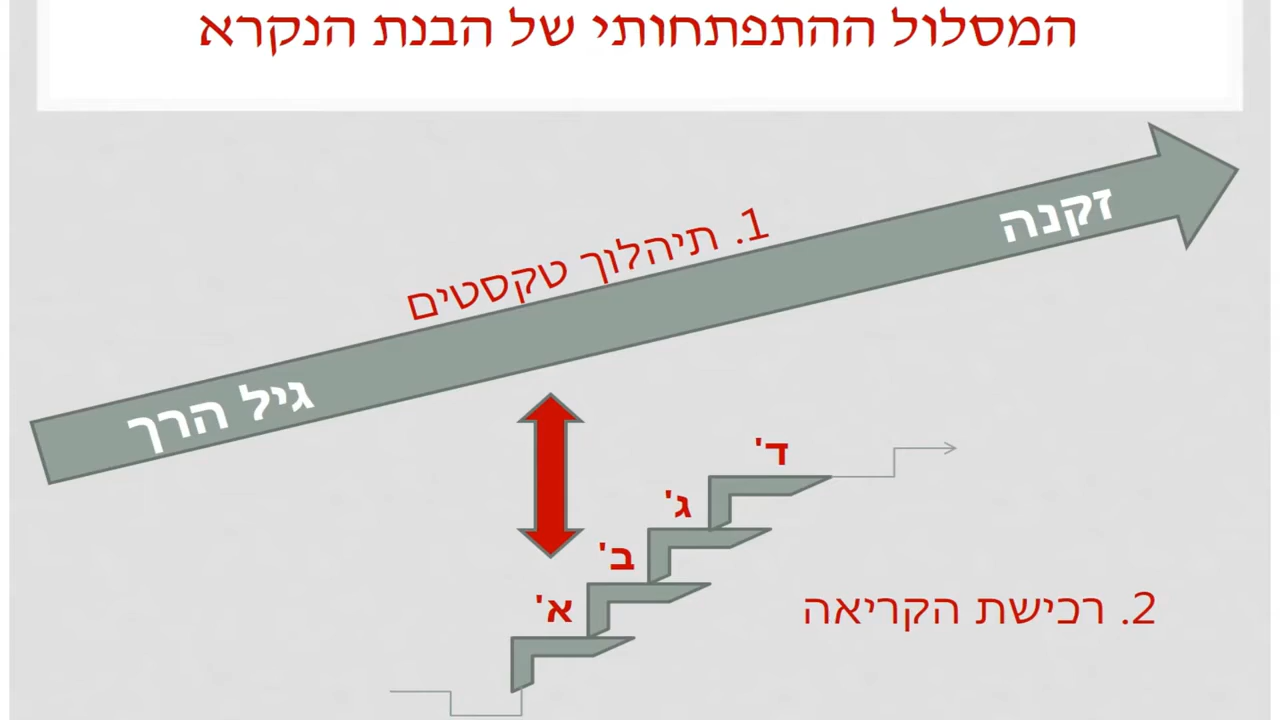 המסלול ההתפתחותי של הבנת הנקרא
1. תיהלוך טקסטים
זקנה
גיל הרך
ד'
ג'
ב'
א'
2. רכישת הקריאה